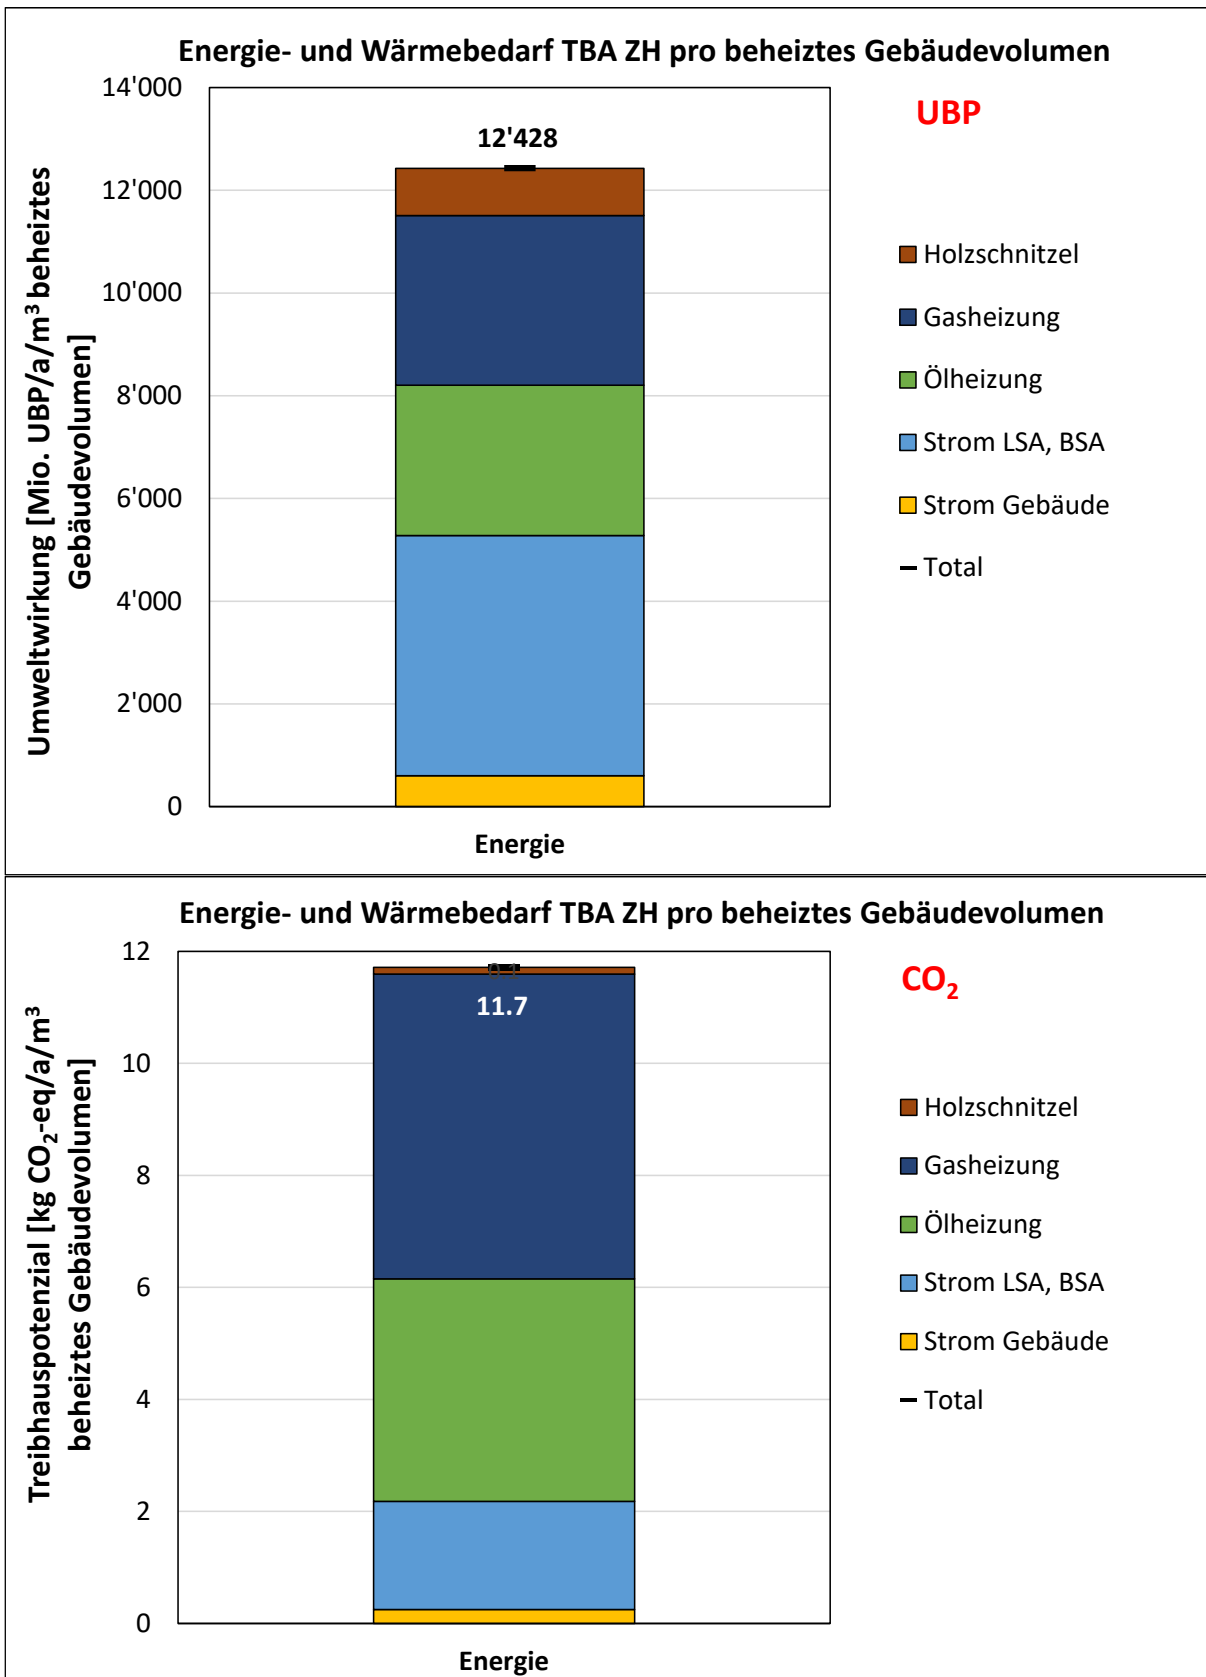 Energie- und Wärmebedarf TBA ZH pro beheiztes Gebäudevolumen
UBP
Umweltwirkung [Mio. UBP/a/m³ beheiztes
Gebäudevolumen]
14'000
12'000
10'000
8'000
6'000
4'000
2'000
0
12'428
Energie
Holzschnitzel
Gasheizung
Ölheizung
Strom LSA, BSA
Strom Gebäude
Total
Energie- und Wärmebedarf TBA ZH pro beheiztes Gebäudevolumen
CO₂
Treibhauspotenzial [kg CO₂-eq/a/m³
beheiztes Gebäudevolumen]
12
10
8
6
4
2
0
0.1
11.7
Energie
Holzschnitzel
Gasheizung
Ölheizung
Strom LSA, BSA
Strom Gebäude
Total